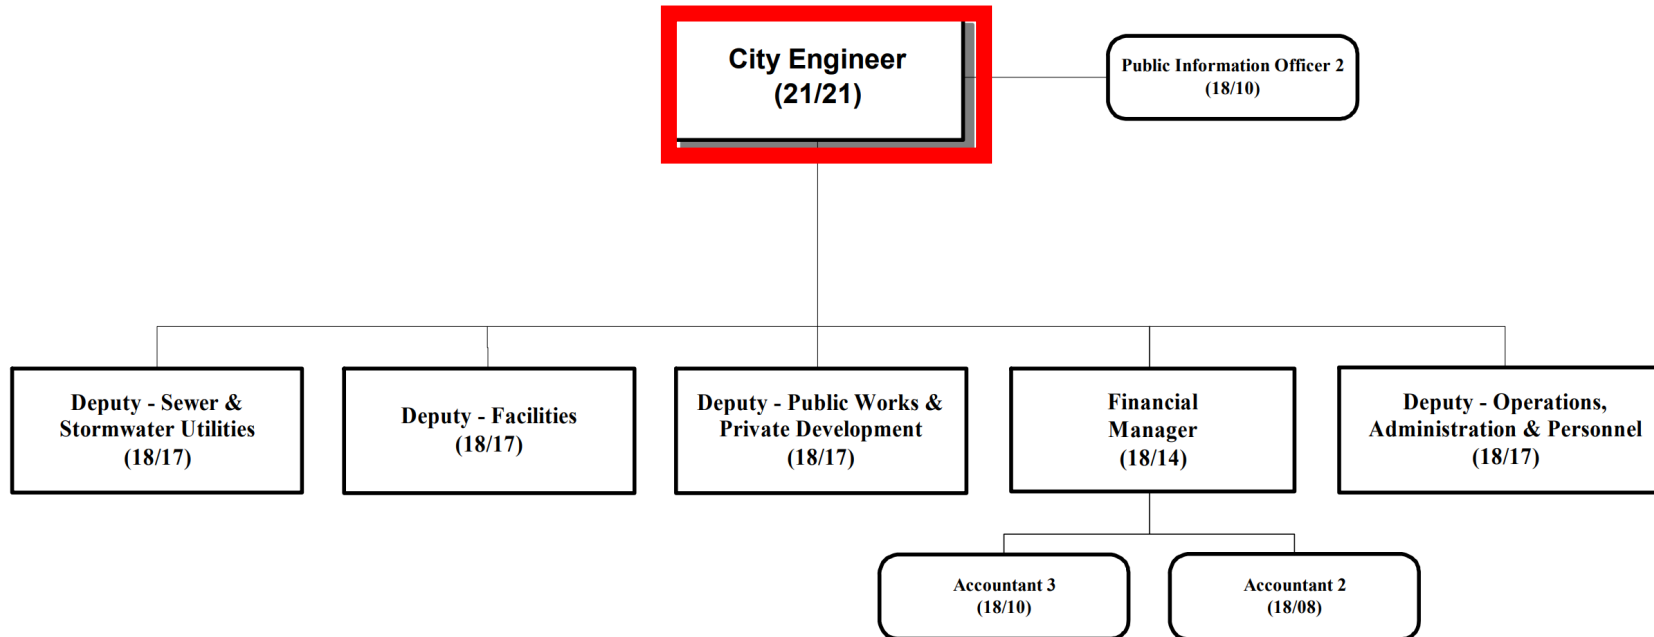 City Engineer
(21/21)
Public Information Officer 2
(18/10)
Deputy - Sewer &
Stormwater Utilities
(18/17)
Deputy - Facilities
(18/17)
Deputy - Public Works &
Private Development
(18/17)
Financial
Manager
(18/14)
Deputy - Operations,
Administration & Personnel
(18/17)
Accountant 3
(18/10)
Accountant 2
(18/08)